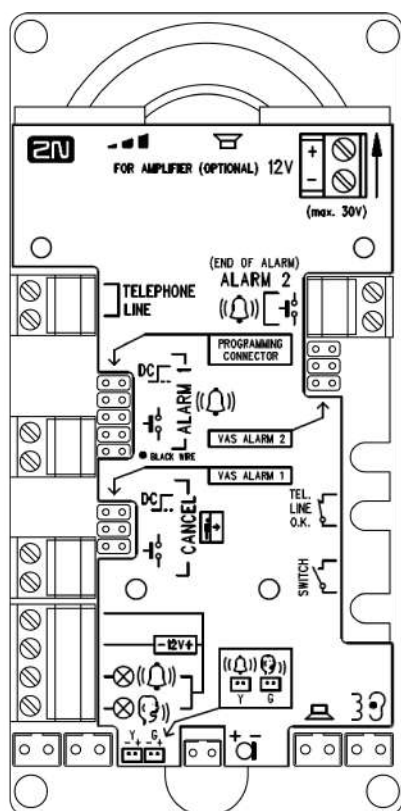 2N
FOR AMPLIFIER (OPTIONAL) 12V
+
-
(max. 30V)
(END OF ALARM)
ALARM 2
TELEPHONE
LINE
PROGRAMMING
CONNECTOR
DC
ALARM 1
VAS ALARM 2
BLACK WIRE
VAS ALARM 1
DC
CANCEL
TEL.
LINE
O.K.
SWITCH
-12V+
Y G
Y G
- + - +
+ -